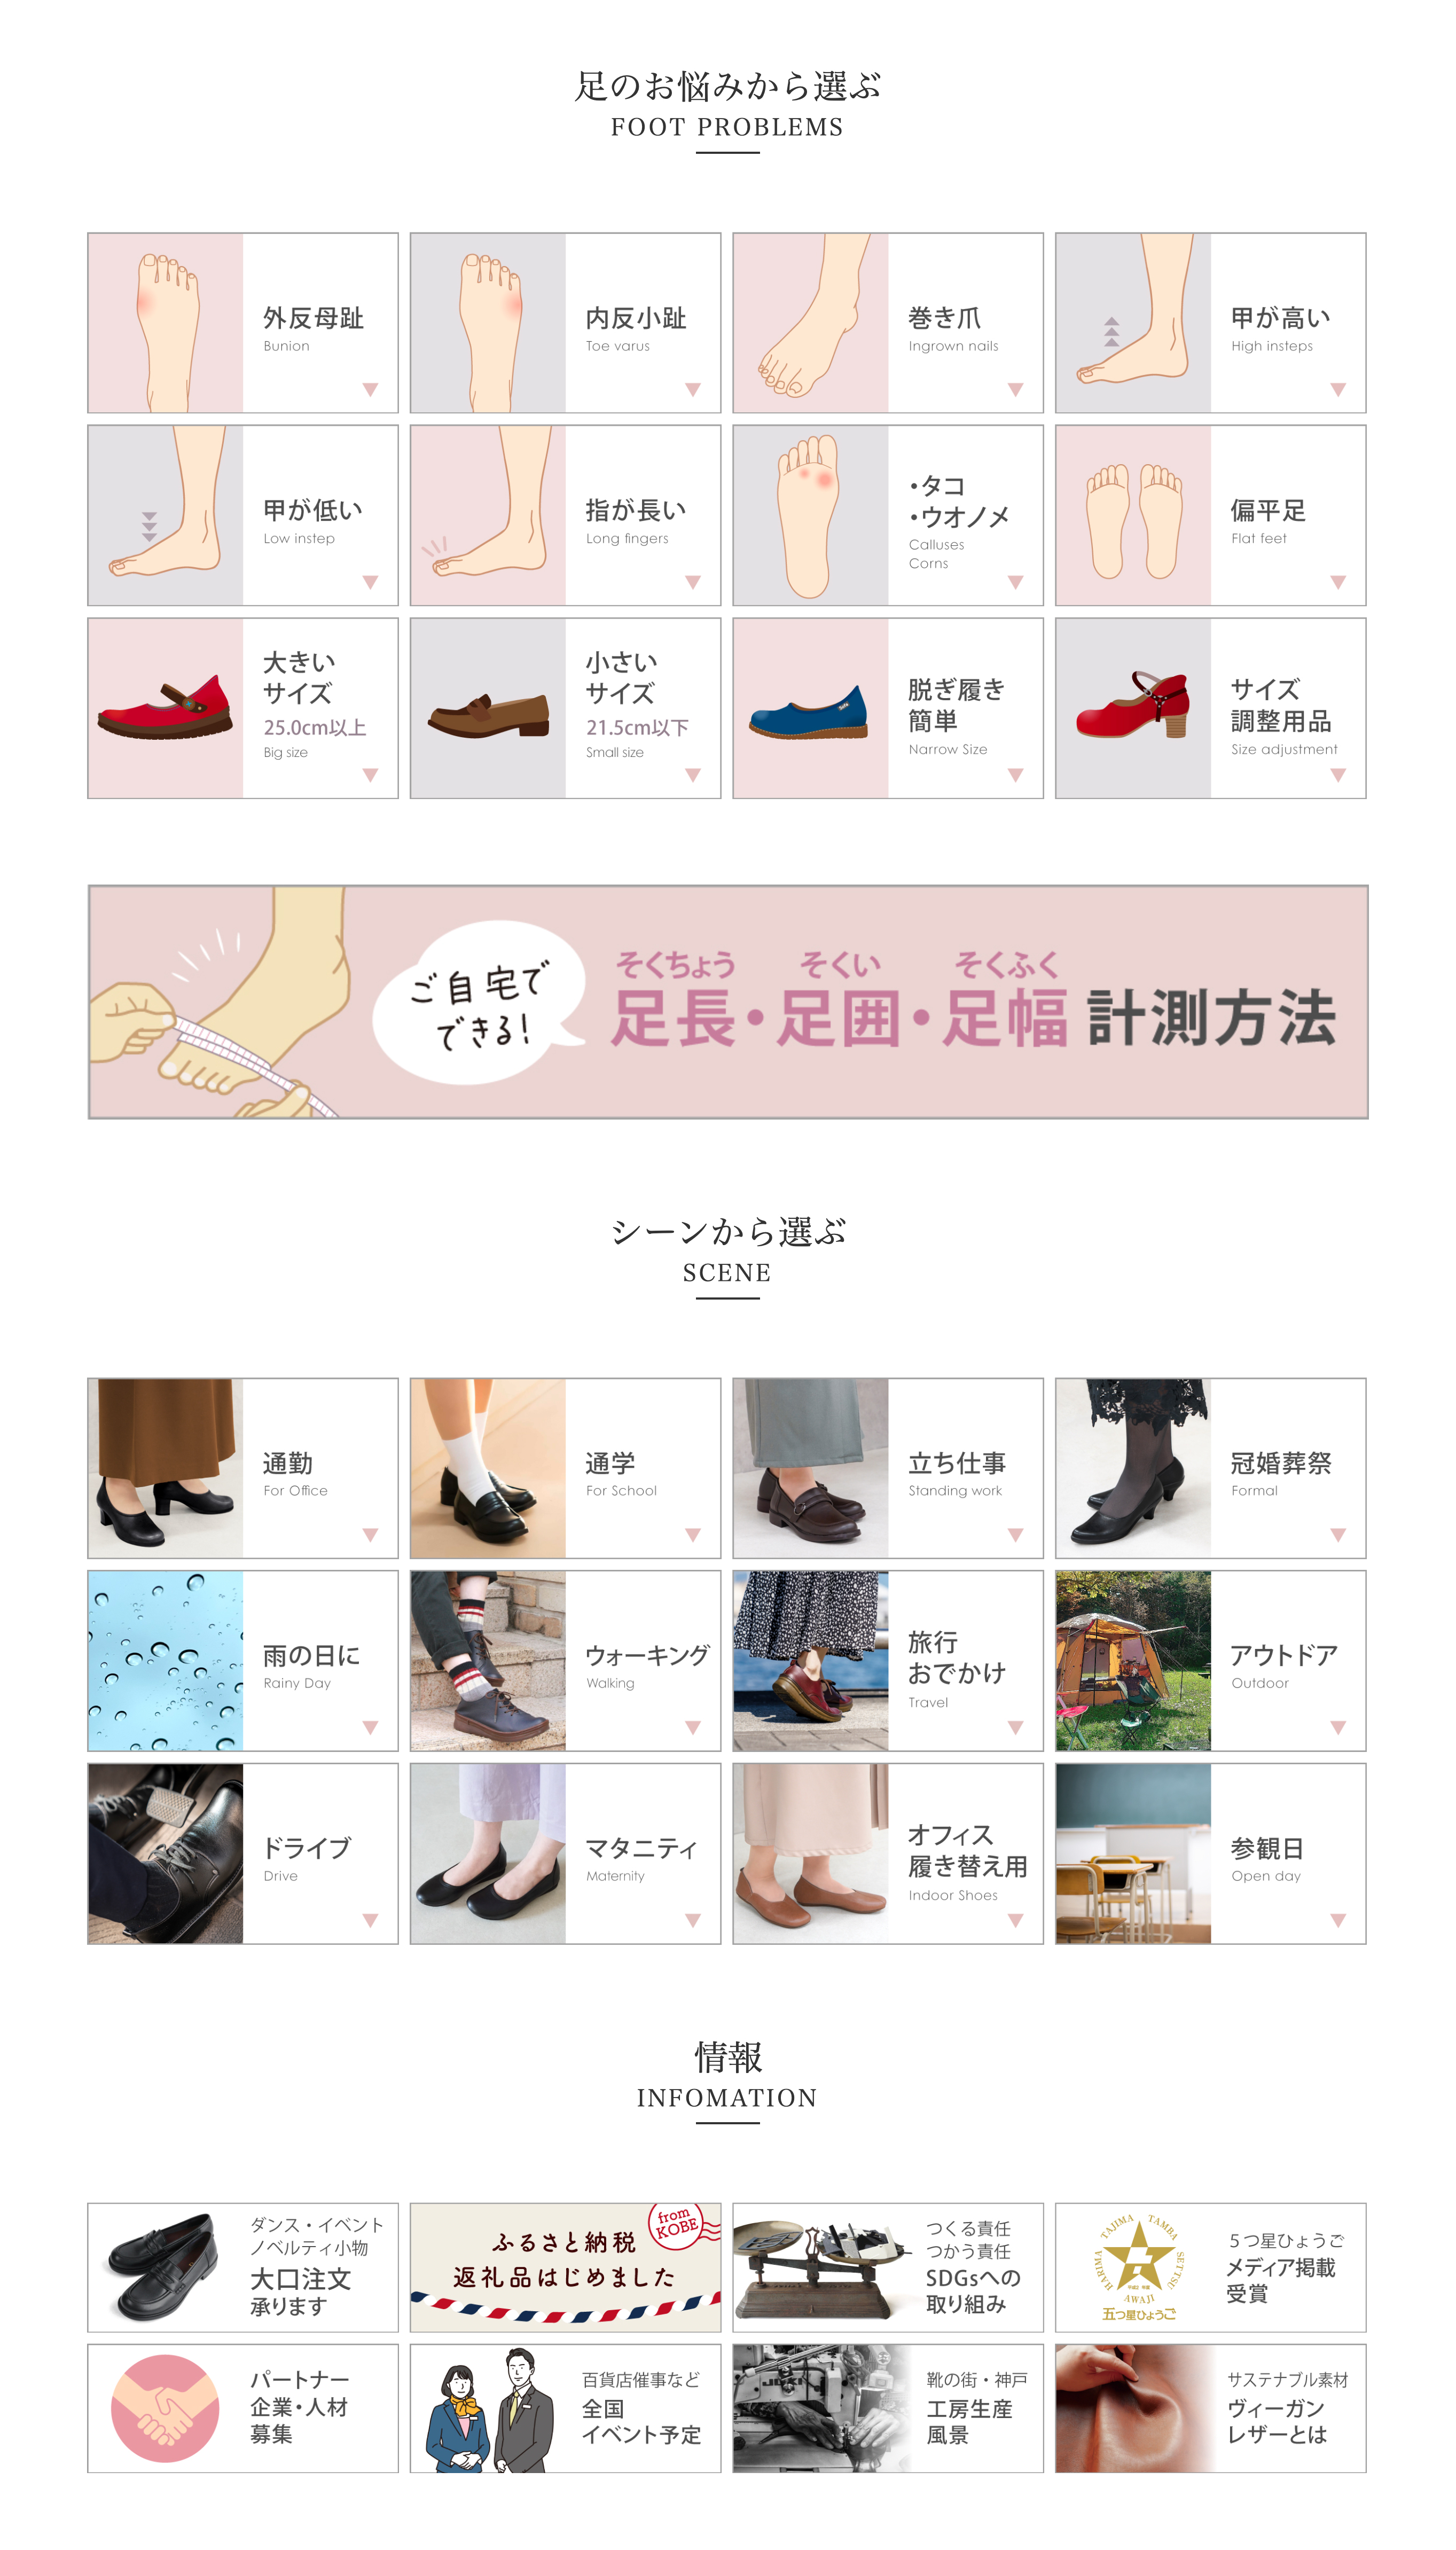 足のお悩みから選ぶ
FOOT PROBLEMS
外反母趾
Bunion
内反小趾
Toe varus
巻き爪
Ingrown nails
甲が高い
High insteps
甲が低い
Low instep
指が長い
Long fingers
・タコ
・ウオノメ
Calluses
Corns
偏平足
Flat feet
大きい
サイズ
25.0cm以上
Big size
小さい
サイズ
21.5cm以下
Small size
脱ぎ履き
簡単
Narrow Size
サイズ
調整用品
Size adjustment
ご自宅で
できる!
そくちょう そくい そくふく
足長・足囲・足幅 計測方法
シーンから選ぶ
SCENE
通勤
For Office
通学
For School
立ち仕事
Standing work
冠婚葬祭
Formal
雨の日に
Rainy Day
ウォーキング
Walking
旅行
おでかけ
Travel
アウトドア
Outdoor
ドライブ
Drive
マタニティ
Maternity
オフィス
履き替え用
Indoor Shoes
参観日
Open day
情報
INFOMATION
ダンス・イベント
ノベルティ小物
大口注文
承ります
from
KOBE
ふるさと納税
返礼品はじめました
つくる責任
つかう責任
SDGsへの
取り組み
TAJIMA TAMBA SETTSU AWAJI HARIMA
五つ星ひょうご
５つ星ひょうご
メディア掲載
受賞
パートナー
企業・人材
募集
百貨店催事など
全国
イベント予定
靴の街・神戸
工房生産
風景
サステナブル素材
ヴィーガン
レザーとは